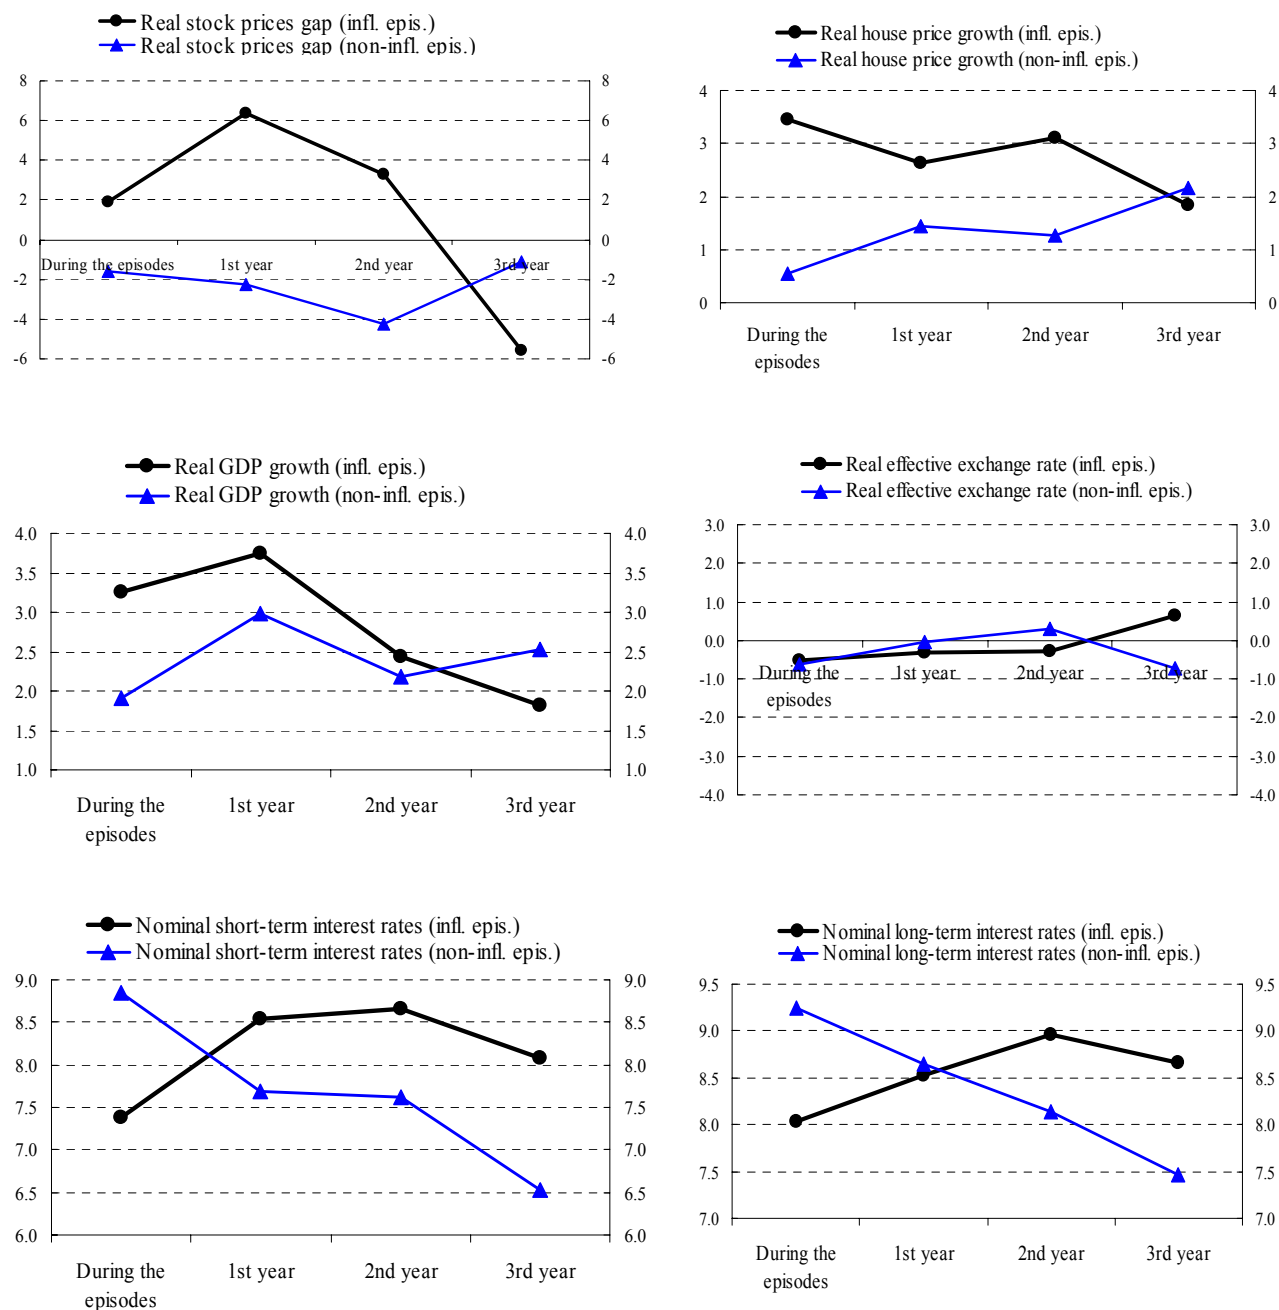 Real stock prices gap (infl. epis.)
Real stock prices gap (non-infl. epis.)
8 8
6 6
4 4
2 2
0 0
During the episodes 1st year 2nd year 3rd year
-2 -2
-4 -4
-6 -6
Real house price growth (infl. epis.)
Real house price growth (non-infl. epis.)
4 4
3 3
2 2
1 1
0 0
During the 1st year 2nd year 3rd year
episodes
Real GDP growth (infl. epis.)
Real GDP growth (non-infl. epis.)
4.0 4.0
3.5 3.5
3.0 3.0
2.5 2.5
2.0 2.0
1.5 1.5
1.0 1.0
During the 1st year 2nd year 3rd year
episodes
Real effective exchange rate (infl. epis.)
Real effective exchange rate (non-infl. epis.)
3.0 3.0
2.0 2.0
1.0 1.0
0.0 0.0
During the 1st year 2nd year 3rd year
-1.0 -1.0
episodes
-2.0 -2.0
-3.0 -3.0
-4.0 -4.0
Nominal short-term interest rates (infl. epis.)
Nominal short-term interest rates (non-infl. epis.)
9.0 9.0
8.5 8.5
8.0 8.0
7.5 7.5
7.0 7.0
6.5 6.5
6.0 6.0
During the 1st year 2nd year 3rd year
episodes
Nominal long-term interest rates (infl. epis.)
Nominal long-term interest rates (non-infl. epis.)
9.5 9.5
9.0 9.0
8.5 8.5
8.0 8.0
7.5 7.5
7.0 7.0
During the 1st year 2nd year 3rd year
episodes